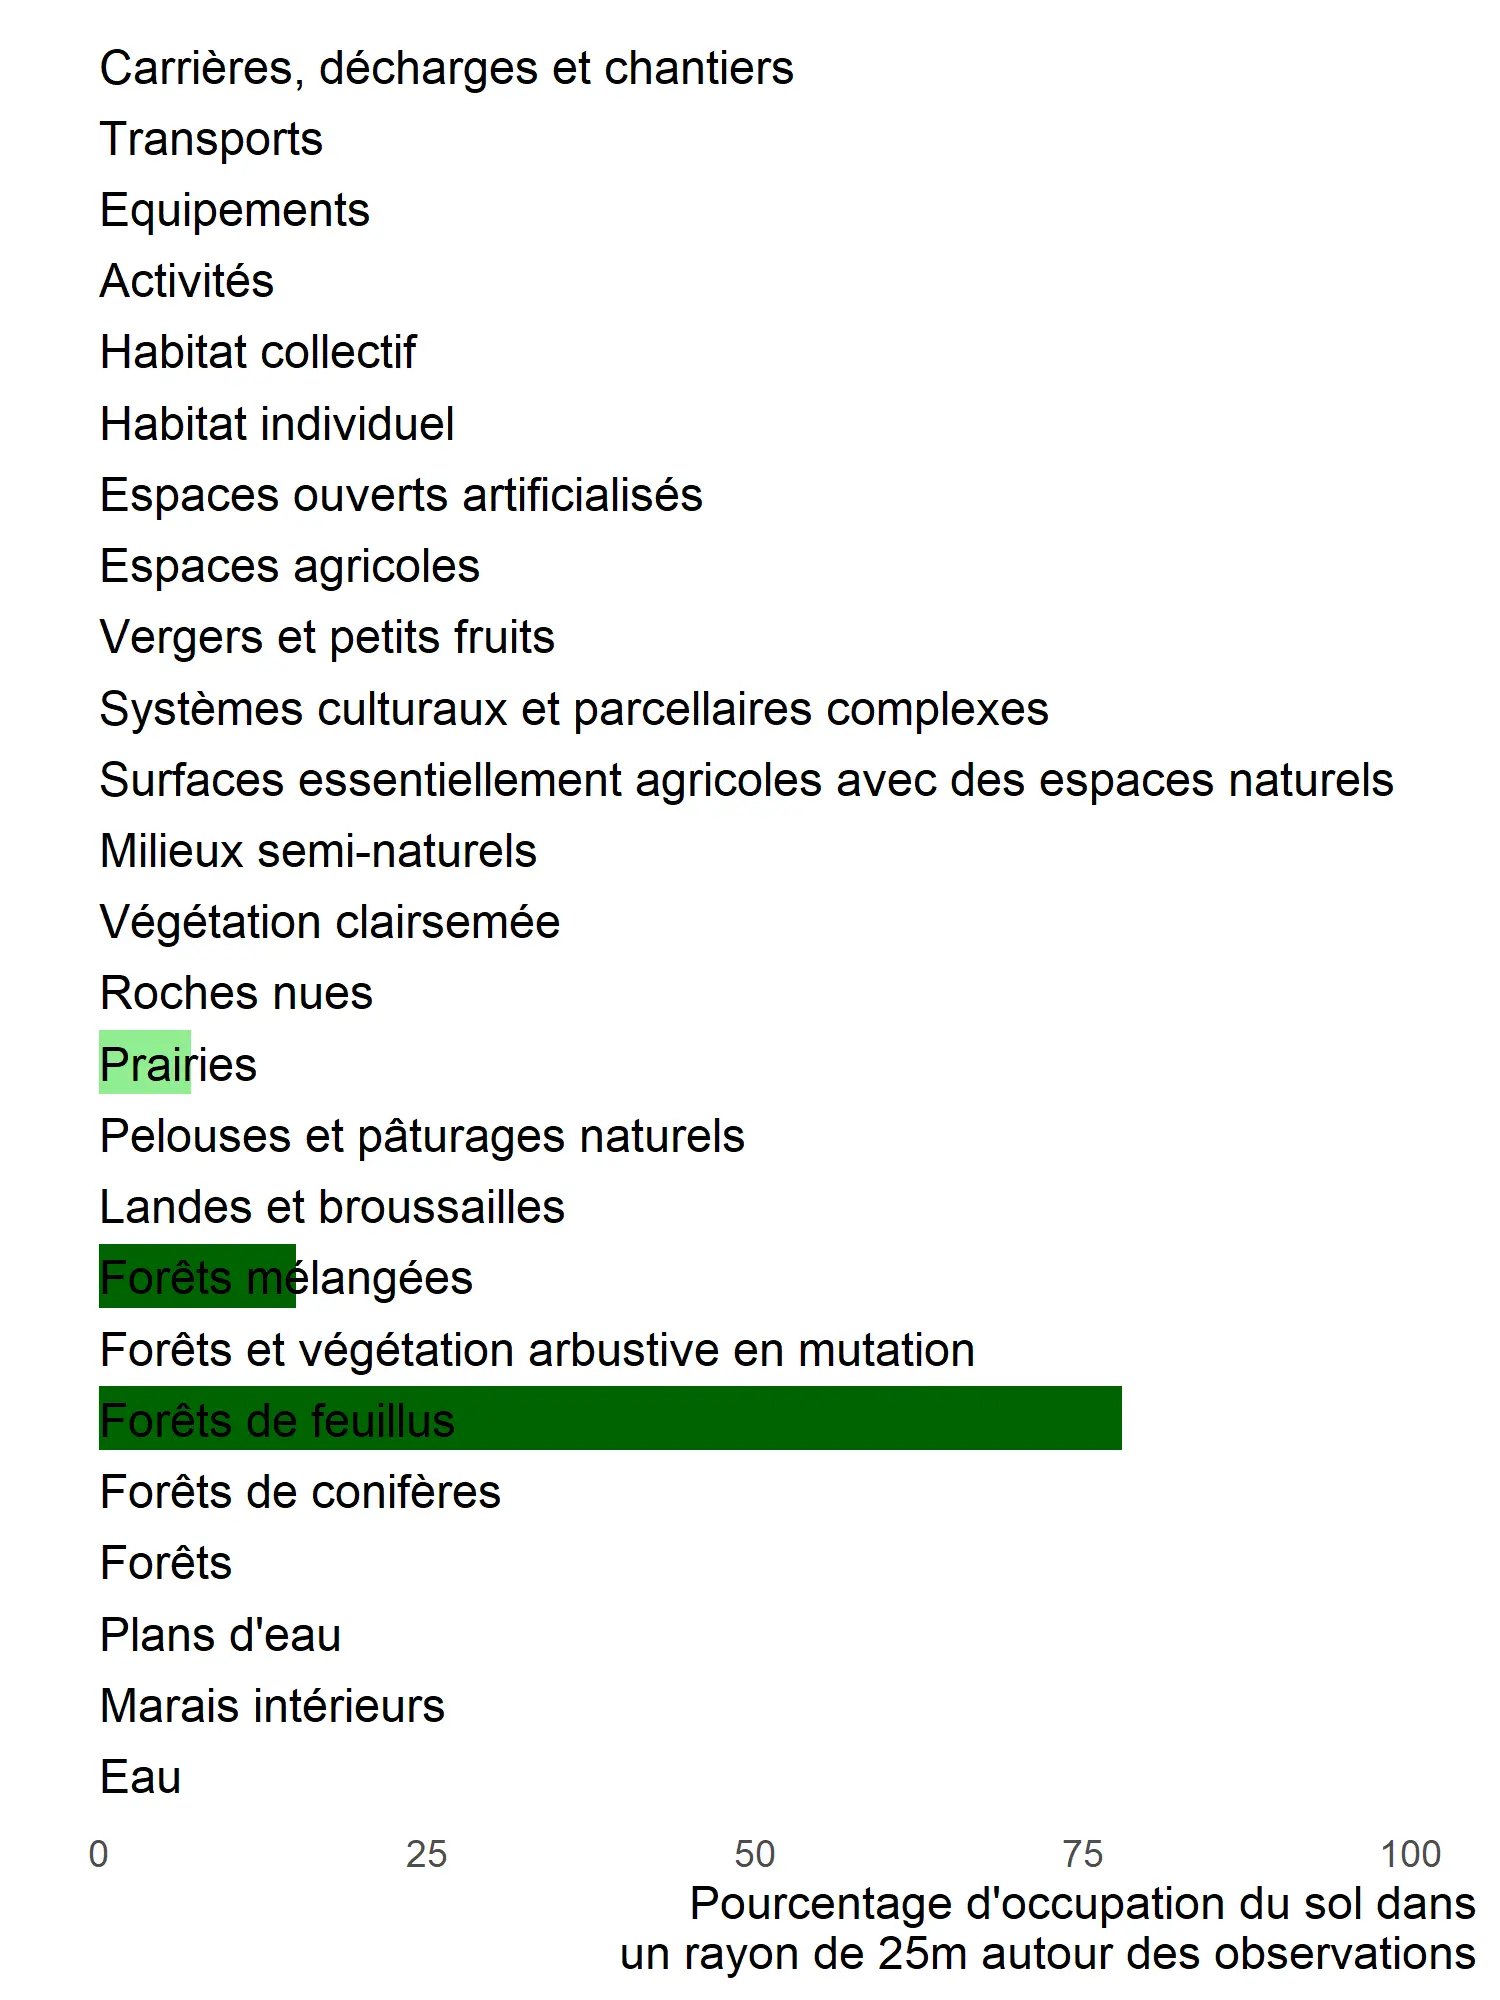 Carrières, décharges et chantiers
Transports
Equipements
Activités
Habitat collectif
Habitat individuel
Espaces ouverts artificialisés
Espaces agricoles
Vergers et petits fruits
Systèmes culturaux et parcellaires complexes
Surfaces essentiellement agricoles avec des espaces naturels
Milieux semi-naturels
Végétation clairsemée
Roches nues
Prairies
Pelouses et pâturages naturels
Landes et broussailles
Forêts mélangées
Forêts et végétation arbustive en mutation
Forêts de feuillus
Forêts de conifères
Forêts
Plans d'eau
Marais intérieurs
Eau
0 25 50 75 100
Pourcentage d'occupation du sol dans
un rayon de 25m autour des observations